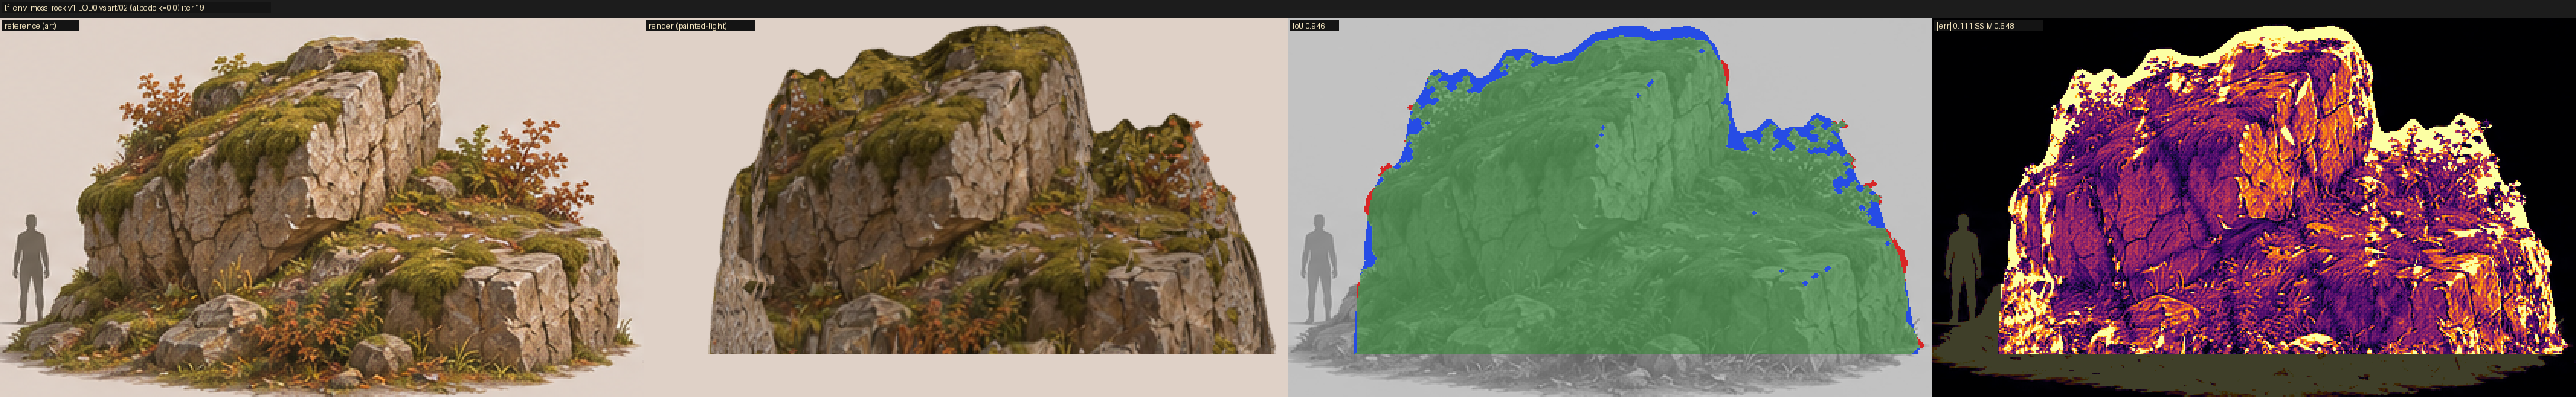 lf_env_moss_rock v1 LOD0 vs art/02 (albedo k=0.0) iter 19
reference (art)
render (painted-light)
IoU 0.946
|err| 0.111 SSIM 0.648